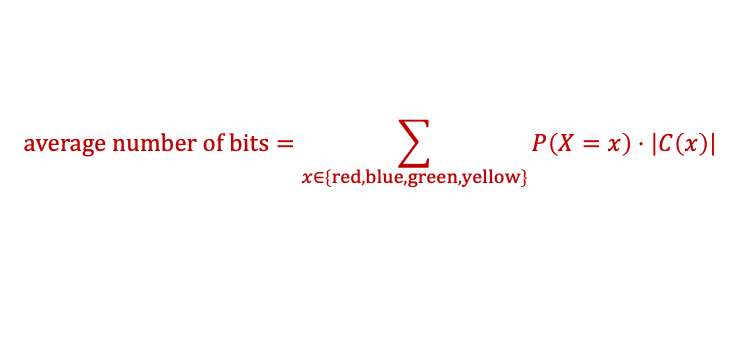 average number of bits = ∑ P(X = x) · |C(x)|
x∈{red,blue,green,yellow}